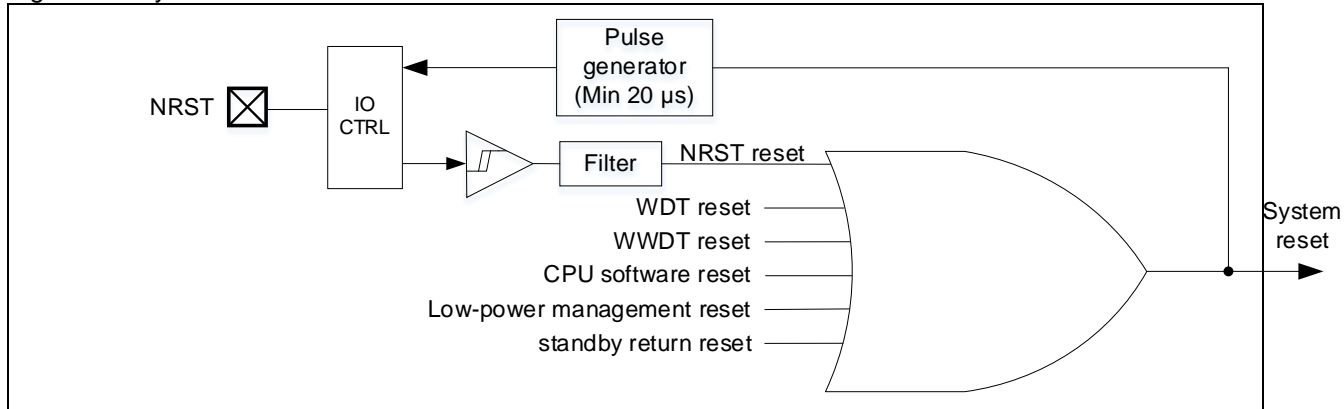 Pulse
generator
(Min 20 µs)
NRST
IO
CTRL
Filter
NRST reset
WDT reset
WWDT reset
CPU software reset
Low-power management reset
standby return reset
System
reset